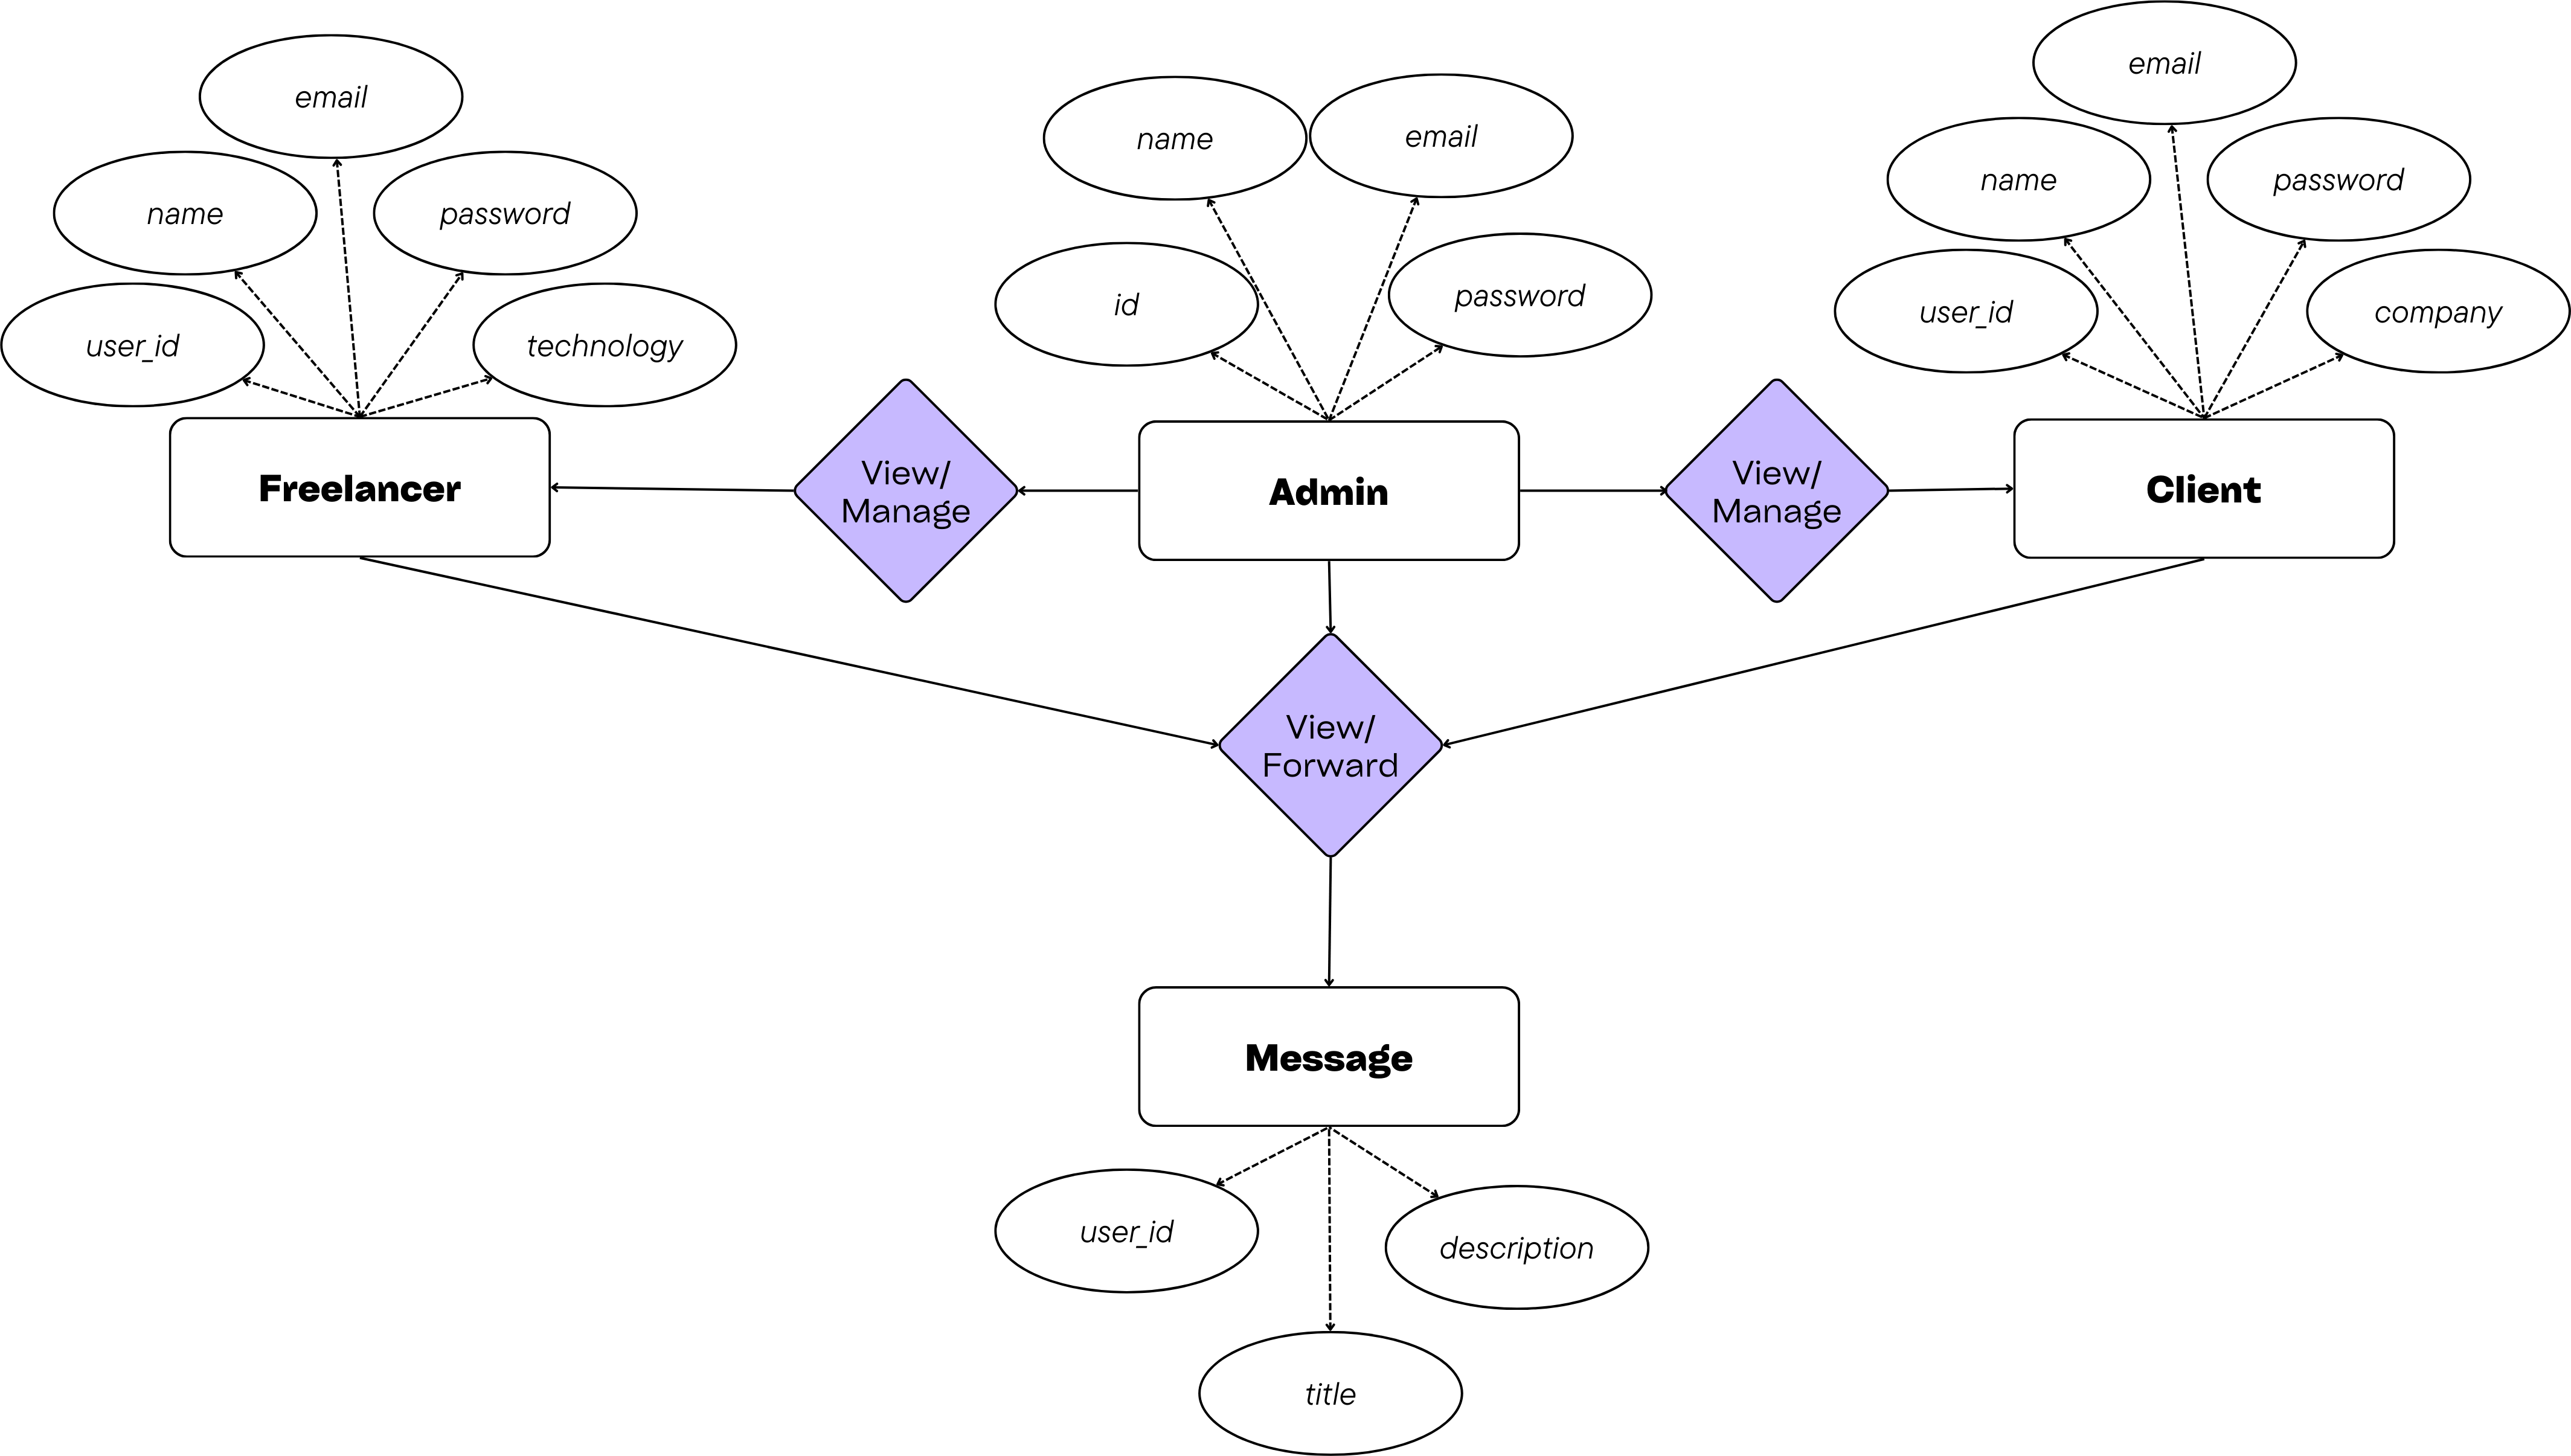 email
name
password
user_id
technology
Freelancer
View/
Manage
name
email
id
password
Admin
View/
Manage
email
name
password
user_id
company
Client
View/
Forward
Message
user_id
description
title